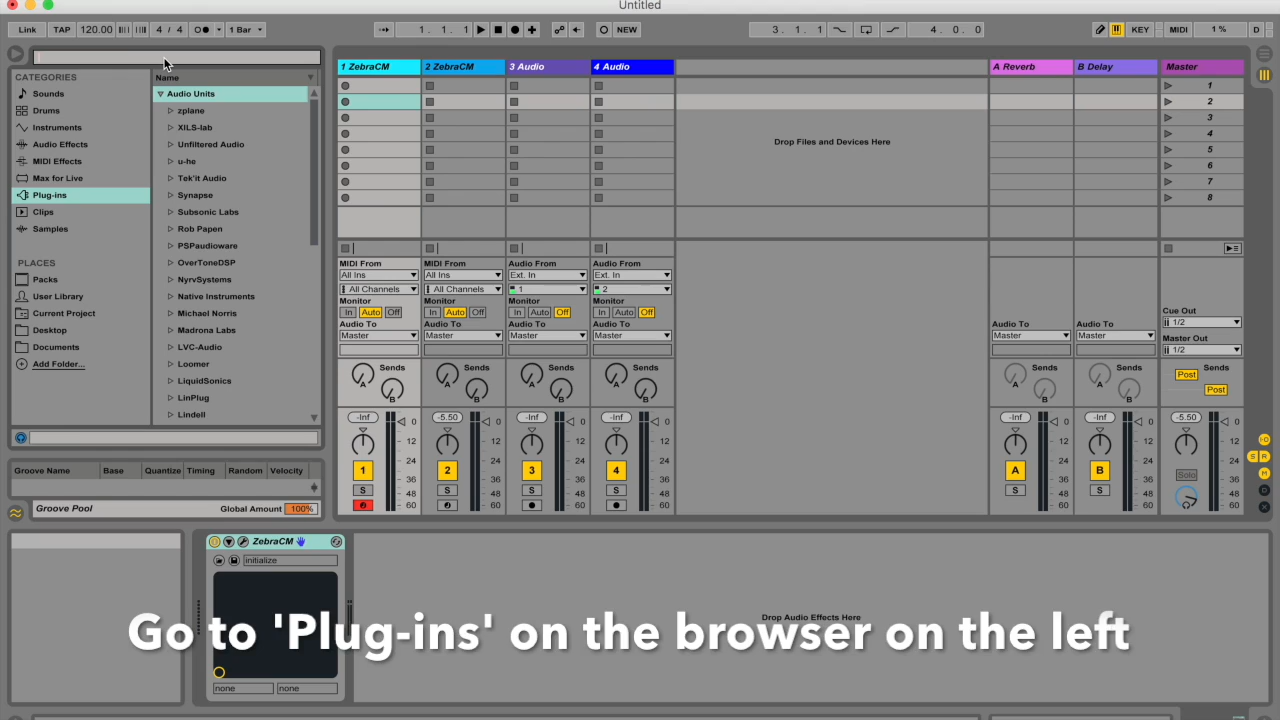 Untitled
Link TAP 120.00 4 / 4 1 Bar 1. 1. 1 NEW 3. 1. 1 4. 0. 0 KEY MIDI 1 % D
CATEGORIES
Sounds
Drums
Instruments
Audio Effects
MIDI Effects
Max for Live
Plug-ins
Clips
Samples
PLACES
Packs
User Library
Current Project
Desktop
Documents
Add Folder...
Name
Audio Units
zplane
XILS-lab
Unfiltered Audio
u-he
Tek'it Audio
Synapse
Subsonic Labs
Rob Papen
PSPaudioware
OverToneDSP
NyrvSystems
Native Instruments
Michael Norris
Madrona Labs
LVC-Audio
Loomer
LiquidSonics
LinPlug
Lindell
1 ZebraCM 2 ZebraCM 3 Audio 4 Audio A Reverb B Delay Master
1
2
3
4
5
6
7
8
Drop Files and Devices Here
MIDI From MIDI From Audio From Audio From
All Ins All Ins Ext. In Ext. In
All Channels All Channels 1 2
Monitor Monitor Monitor Monitor
In Auto Off In Auto Off In Auto Off In Auto Off
Audio To Audio To Audio To Audio To Audio To Audio To
Master Master Master Master Master Master
Cue Out
1/2
Master Out
1/2
Sends Sends Sends Sends Sends Sends Sends
A B A B A B A B A B A B Post Post
-Inf -5.50 -Inf -Inf -Inf -Inf -5.50
0 0 0 0 0 0 0
12 12 12 12 12 12 12
24 24 24 24 24 24 24
36 36 36 36 36 36 36
48 48 48 48 48 48 48
60 60 60 60 60 60 60
1 2 3 4 A B Solo
S S S S S S
Groove Name Base Quantize Timing Random Velocity
Groove Pool Global Amount 100%
ZebraCM
initialize
none none
Drop Audio Effects Here
Go to 'Plug-ins' on the browser on the left